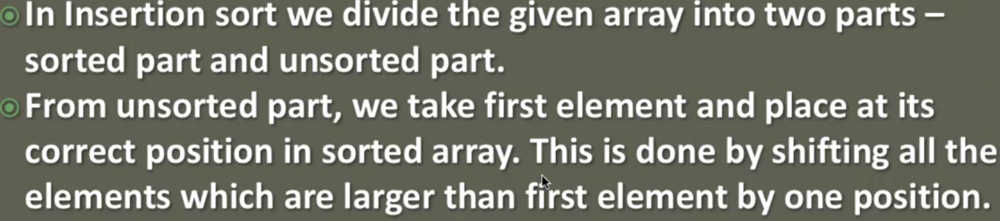 In Insertion sort we divide the given array into two parts –
sorted part and unsorted part.
From unsorted part, we take first element and place at its
correct position in sorted array. This is done by shifting all the
elements which are larger than first element by one position.